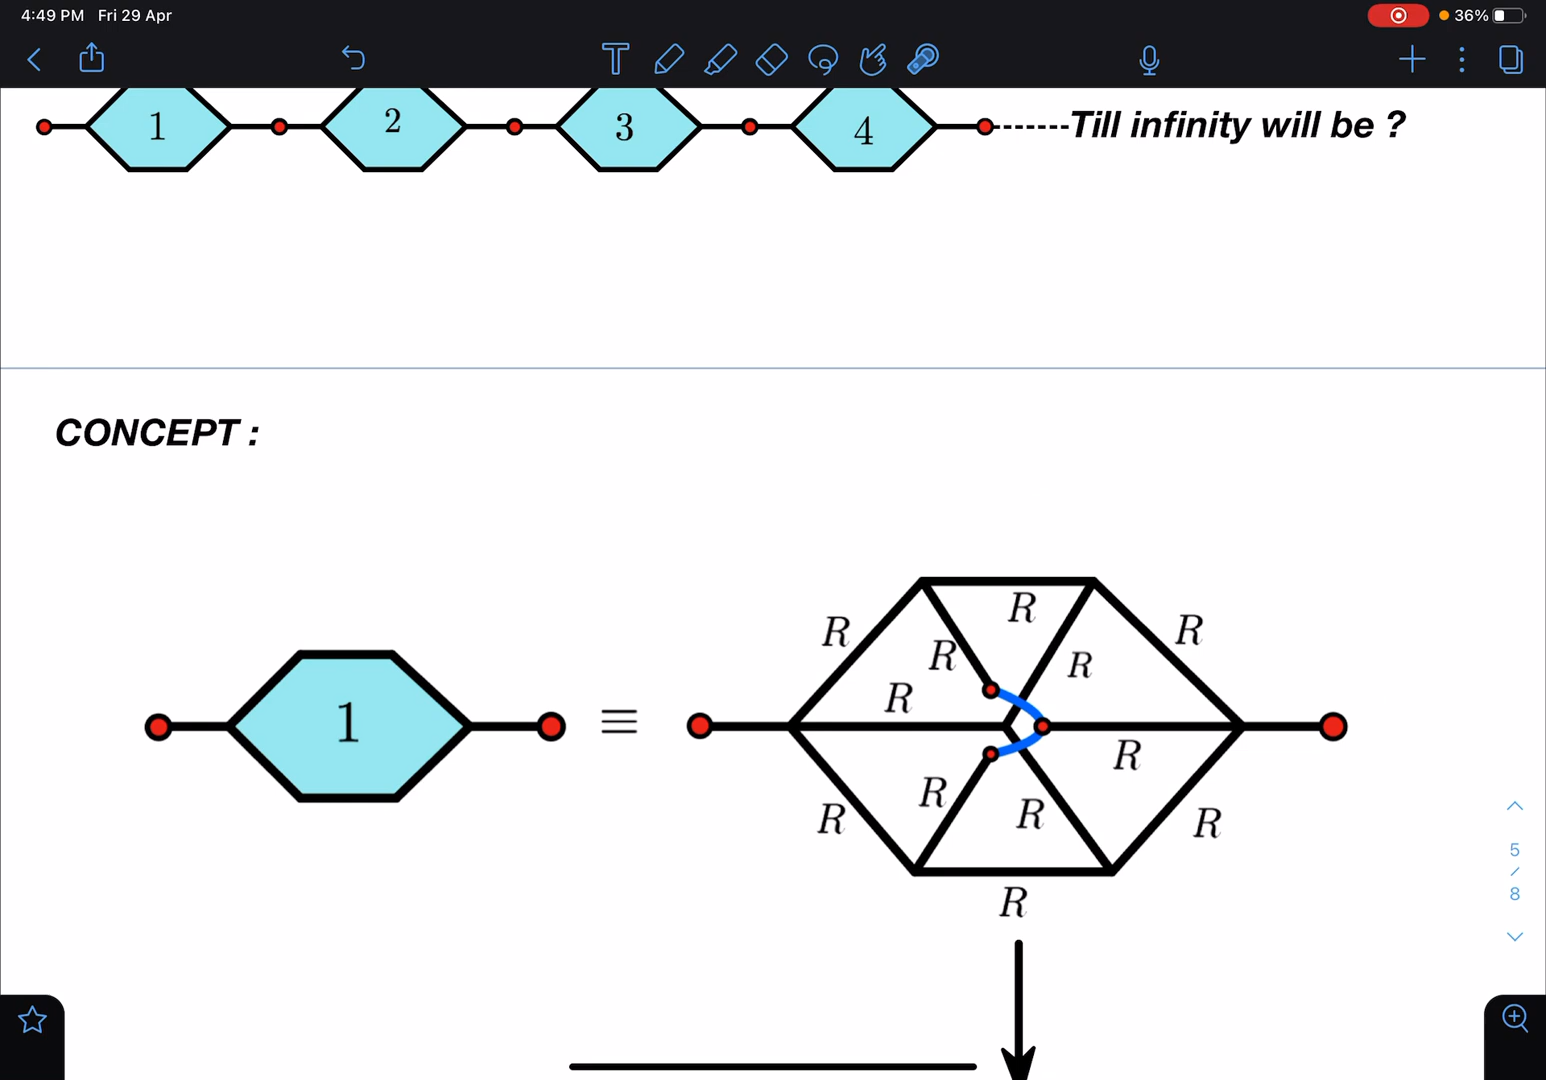 4:49 PM Fri 29 Apr
36%
T
1 2 3 4 Till infinity will be ?
CONCEPT :
1 ≡
R
R
R
R
R
R
R
R
R
R
R
R
5
/
8